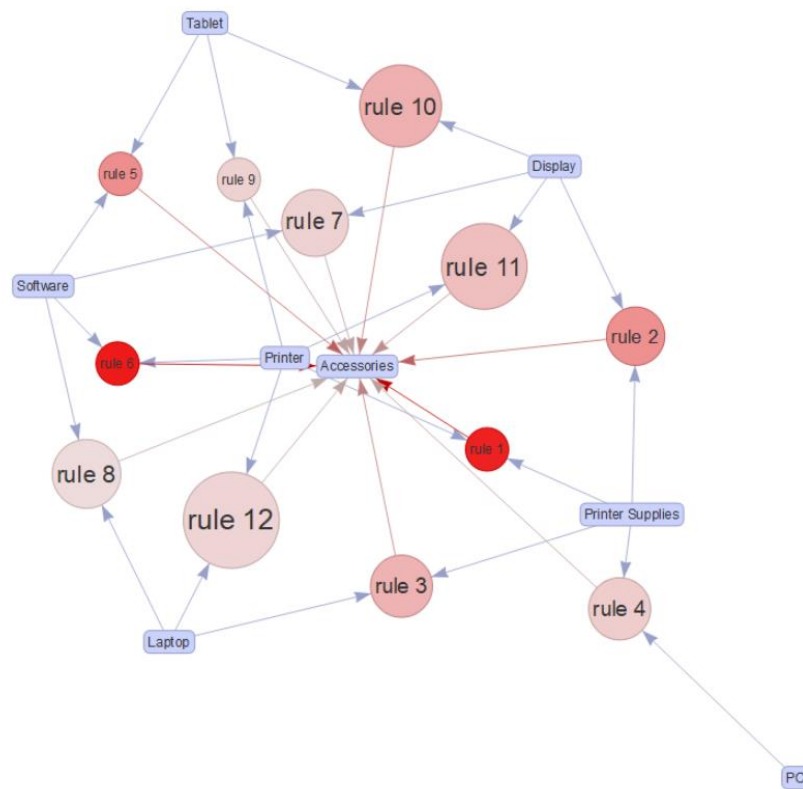 Tablet
rule 10
Display
rule 5
rule 9
rule 7
rule 11
Software
rule 2
rule 6
Printer
Accessories
rule 1
rule 8
rule 12
Printer Supplies
rule 3
rule 4
Laptop
PC